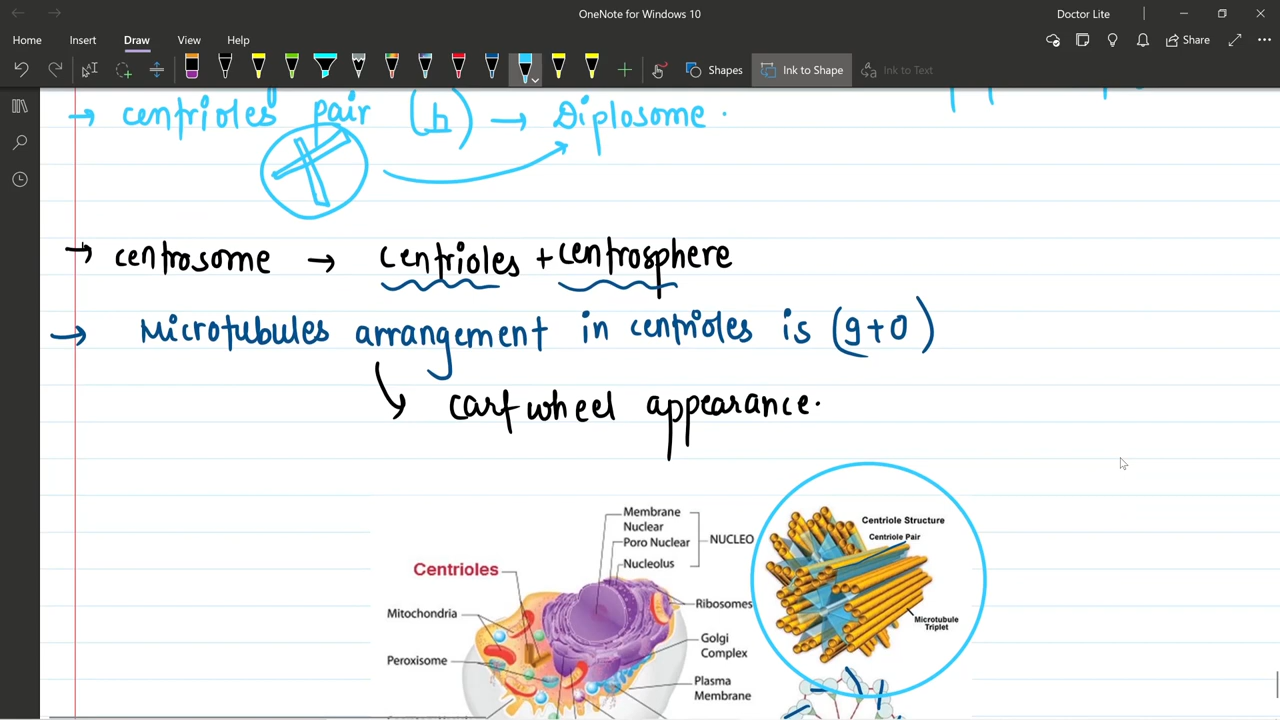 OneNote for Windows 10
Doctor Lite
Home Insert Draw View Help
Share
Shapes
Ink to Shape
Ink to Text
→ centrioles pair (h) → Diplosome.
→ centrosome → centrioles + centrosphere
→ Microtubules arrangement in centrioles is (9+0)
cartwheel appearance.
Membrane
Nuclear
Poro Nuclear
Nucleolus
NUCLEO
Centrioles
Mitochondria
Peroxisome
Ribosomes
Golgi
Complex
Plasma
Membrane
Centriole Structure
Centriole Pair
Microtubule
Triplet